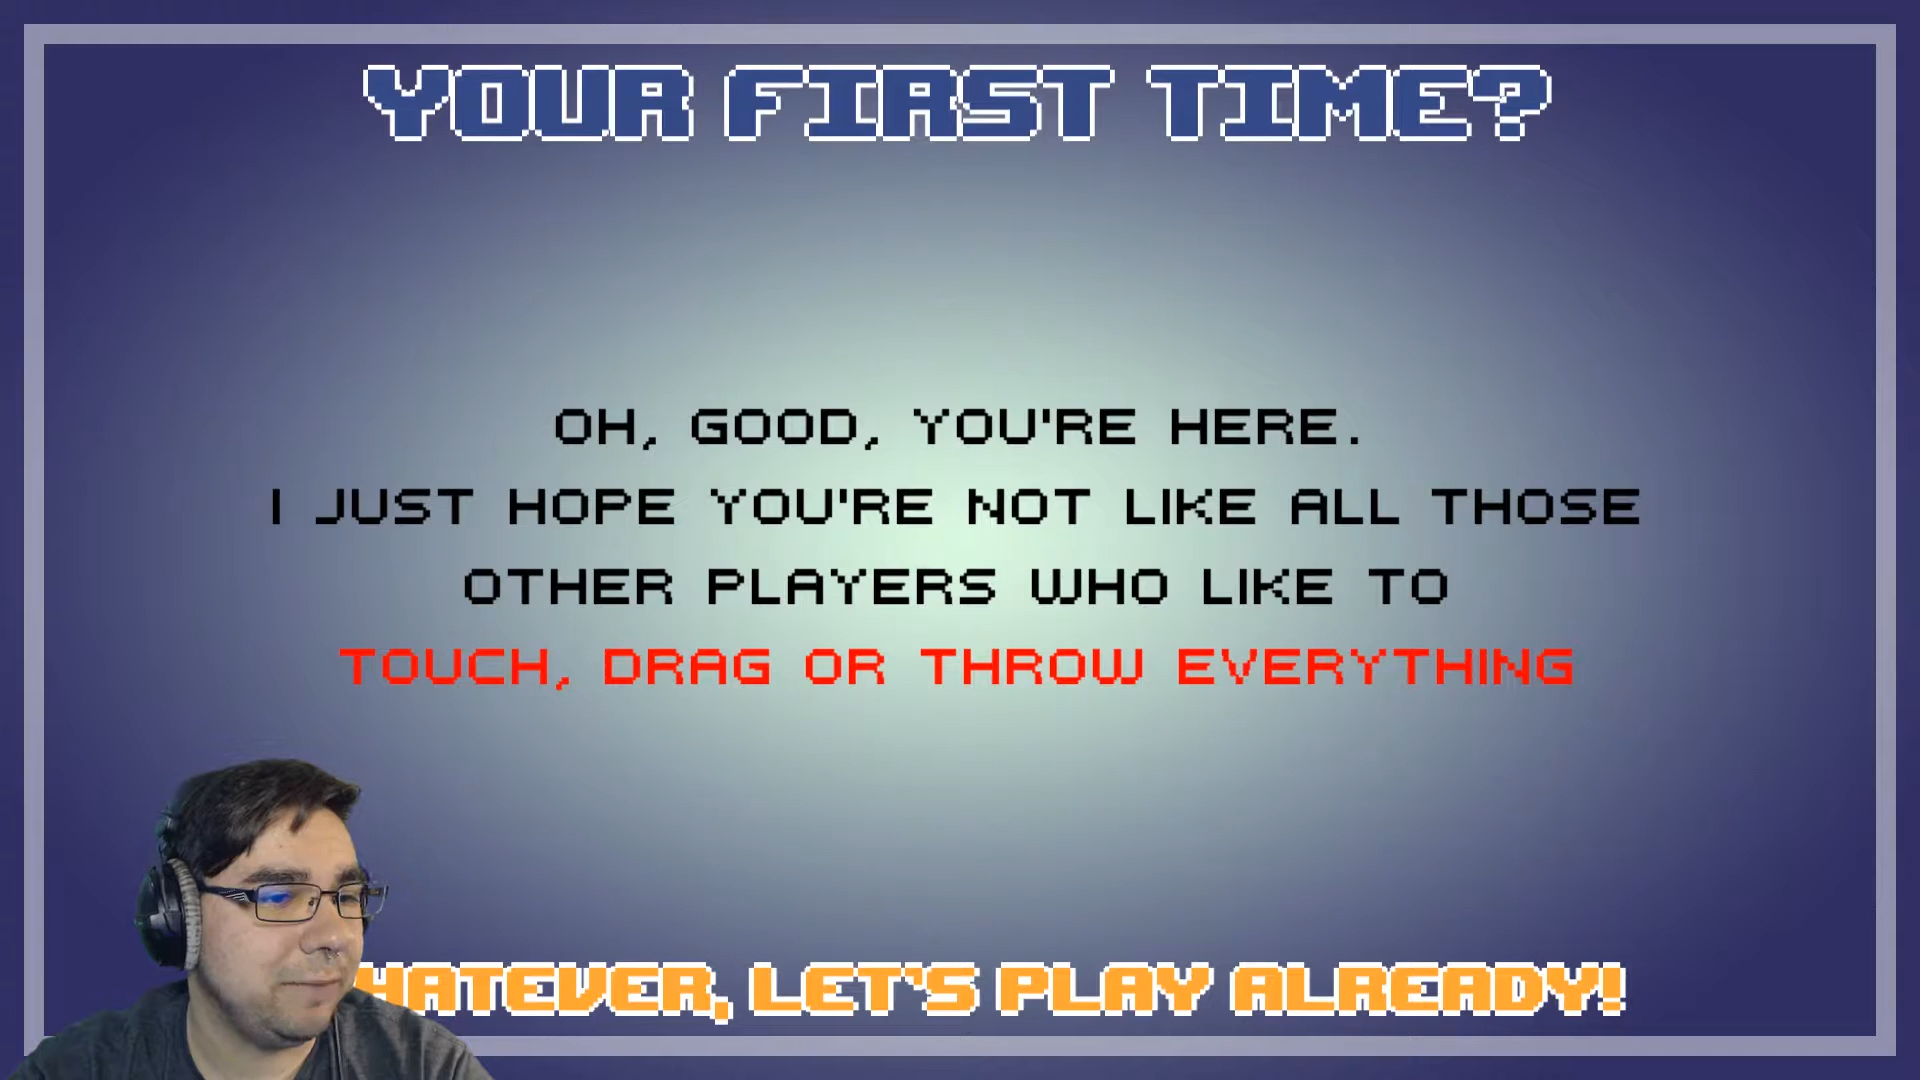 YOUR FIRST TIME?
OH, GOOD, YOU'RE HERE.
I JUST HOPE YOU'RE NOT LIKE ALL THOSE
OTHER PLAYERS WHO LIKE TO
TOUCH, DRAG OR THROW EVERYTHING
HATEVER, LET'S PLAY ALREADY!